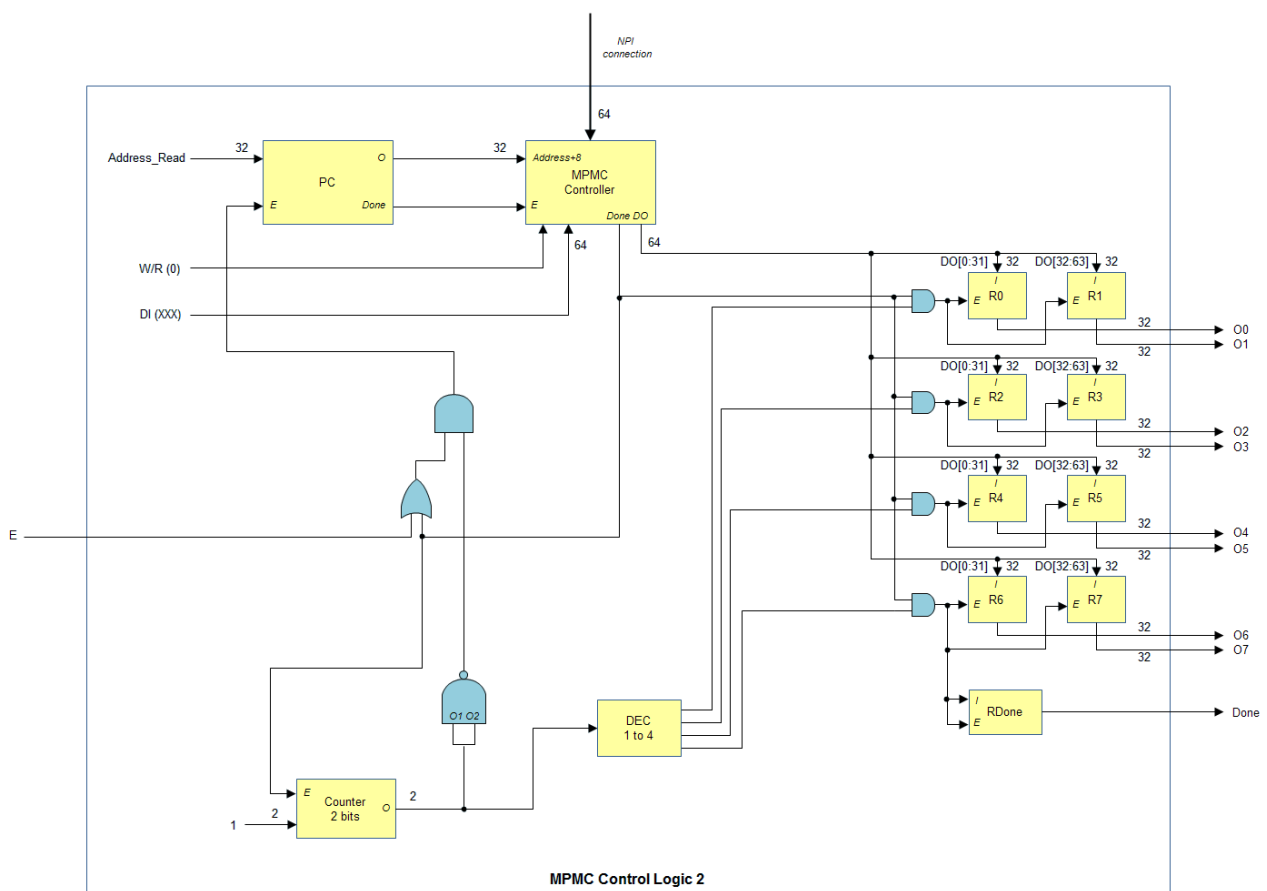 NPI
connection
64
Address_Read
32
O
PC
E
Done
32
Address+8
MPMC
Controller
E
Done DO
64
64
W/R (0)
DI (XXX)
DO[0:31]
32
DO[32:63]
32
I
E
R0
I
E
R1
32
O0
32
O1
DO[0:31]
32
DO[32:63]
32
I
E
R2
I
E
R3
32
O2
32
O3
DO[0:31]
32
DO[32:63]
32
I
E
R4
I
E
R5
32
O4
32
O5
E
DO[0:31]
32
DO[32:63]
32
I
E
R6
I
E
R7
32
O6
32
O7
I
E
RDone
Done
O1 O2
DEC
1 to 4
E
Counter
2 bits
O
2
2
1
MPMC Control Logic 2